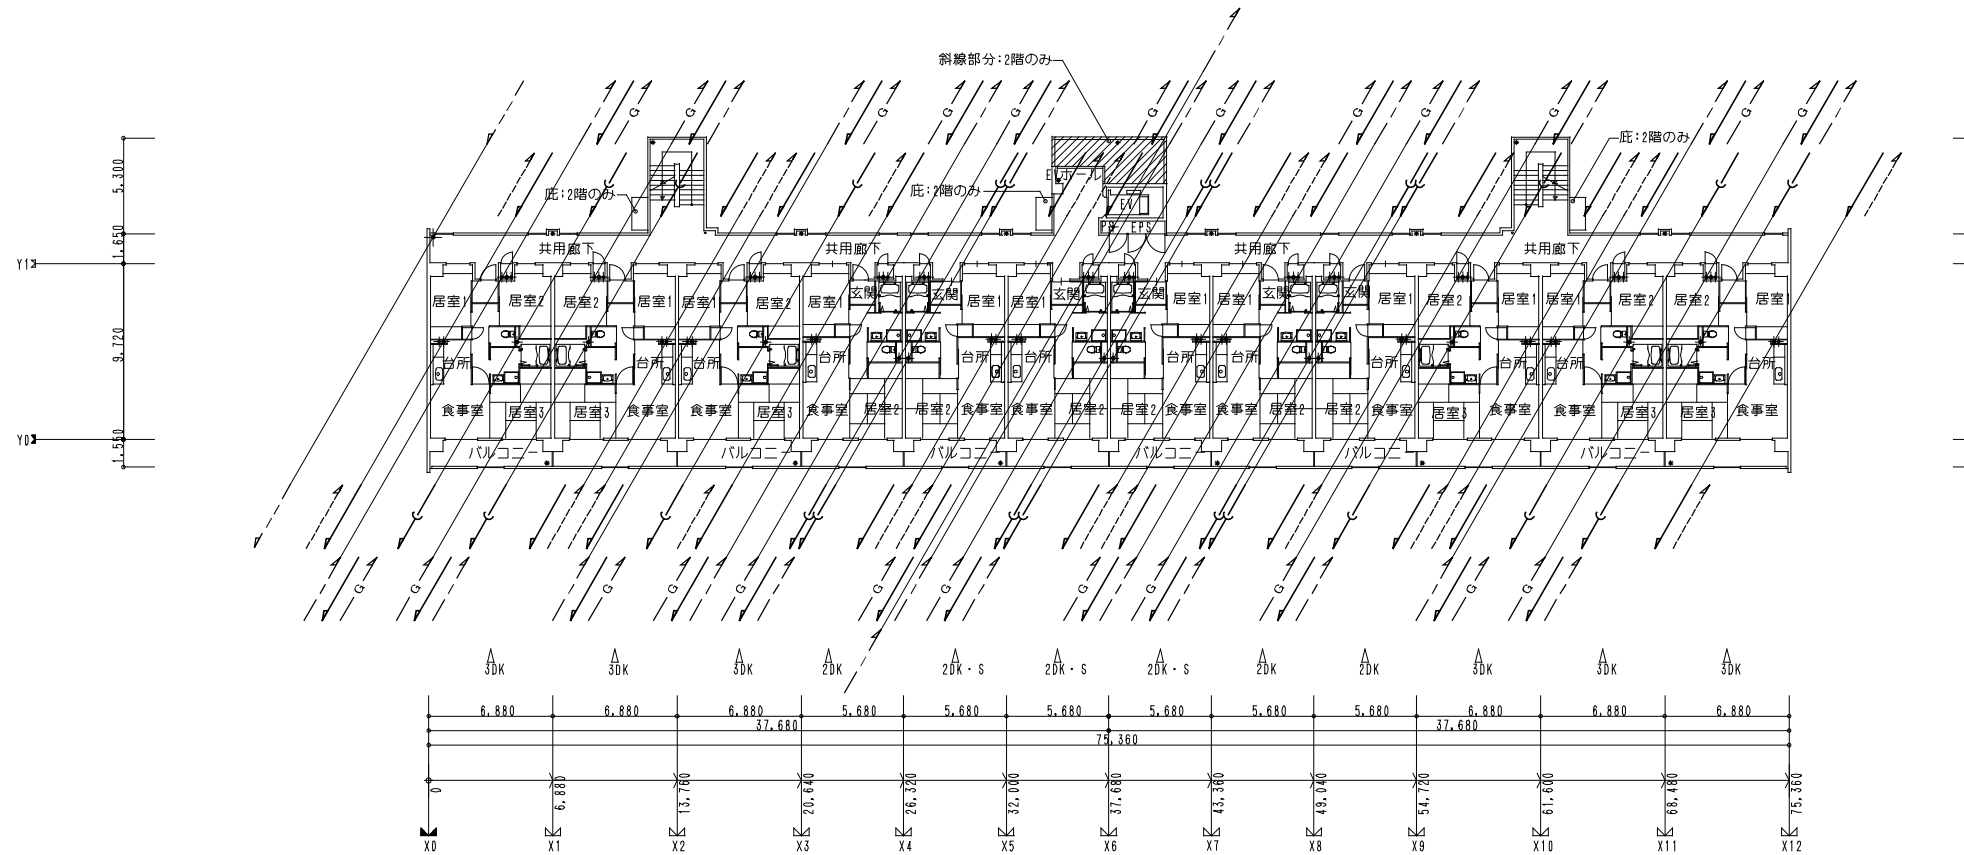 斜線部分:2階のみ
G G G G G G G G G G G
庇:2階のみ
庇:2階のみ
庇:2階のみ
EVホール
EV
PS EPS
5,300
1,650
9,720
1,550
Y1
Y0
共用廊下 共用廊下 共用廊下 共用廊下
居室1 居室2 居室2 居室1 居室1 居室2 居室1 玄関 玄関 居室1 居室1 玄関 玄関 居室1 居室1 玄関 玄関 居室1 居室2 居室1 居室1 居室2 居室2 居室1
台所 台所 台所 台所 台所 台所 台所 台所 台所 台所 台所 台所
食事室 居室3 居室3 食事室 食事室 居室3 食事室 居室2 居室2 食事室 食事室 居室2 居室2 食事室 食事室 居室2 居室2 食事室 居室3 食事室 食事室 居室3 居室3 食事室
バルコニー バルコニー バルコニー バルコニー バルコニー バルコニー
G G G G G G G G G G G
3DK 3DK 3DK 2DK 2DK・S 2DK・S 2DK・S 2DK 2DK 3DK 3DK 3DK
6,880 6,880 6,880 5,680 5,680 5,680 5,680 5,680 5,680 6,880 6,880 6,880
37,680 37,680
75,360
0 6,880 13,760 20,640 26,320 32,000 37,680 43,360 49,040 54,720 61,600 68,480 75,360
X0 X1 X2 X3 X4 X5 X6 X7 X8 X9 X10 X11 X12